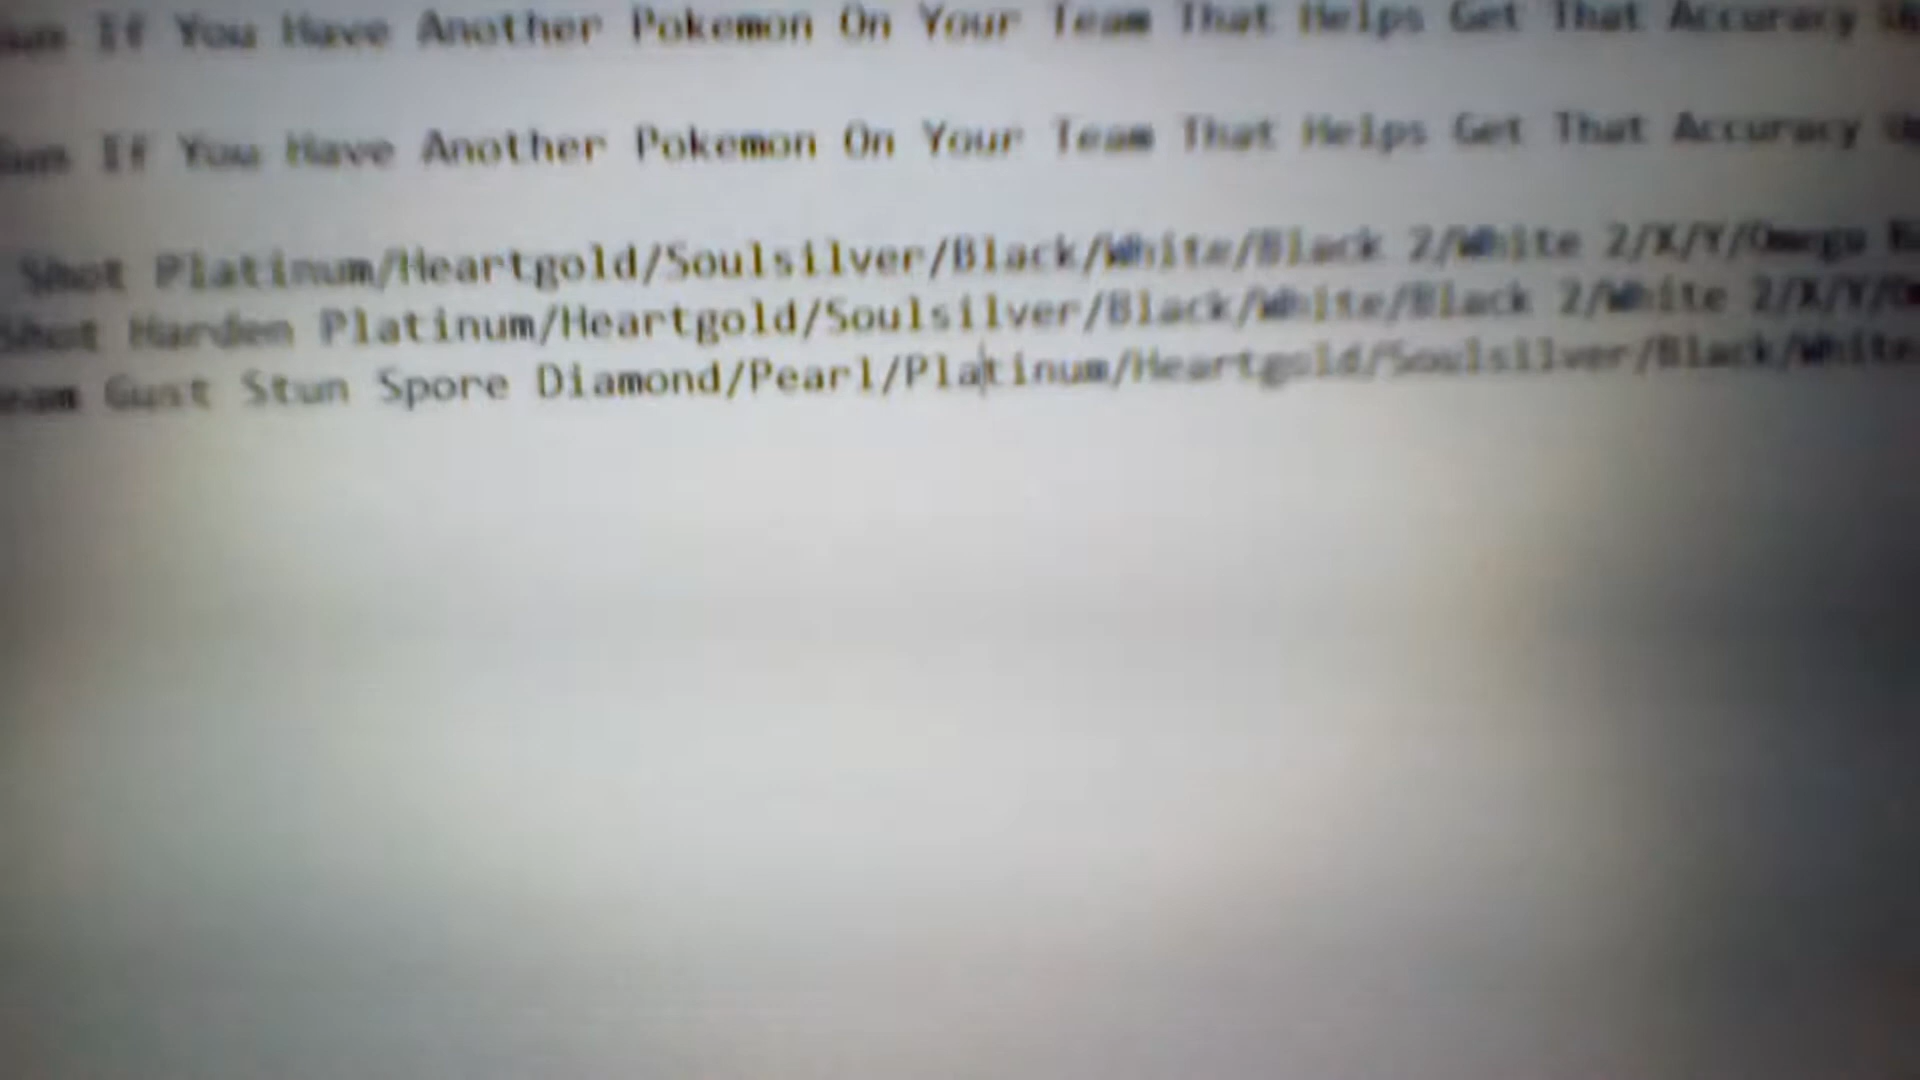 If You Have Another Pokemon On Your Team That Helps Get That Accuracy
If You Have Another Pokemon On Your Team That Helps Get That Accuracy
Shot Platinum/Heartgold/Soulsilver/Black/White/Black 2/White 2/X/Y/Omega
Shot Harden Platinum/Heartgold/Soulsilver/Black/White/Black 2/White 2/X/Y/
Gust Stun Spore Diamond/Pearl/Platinum/Heartgold/Soulsilver/Black/White